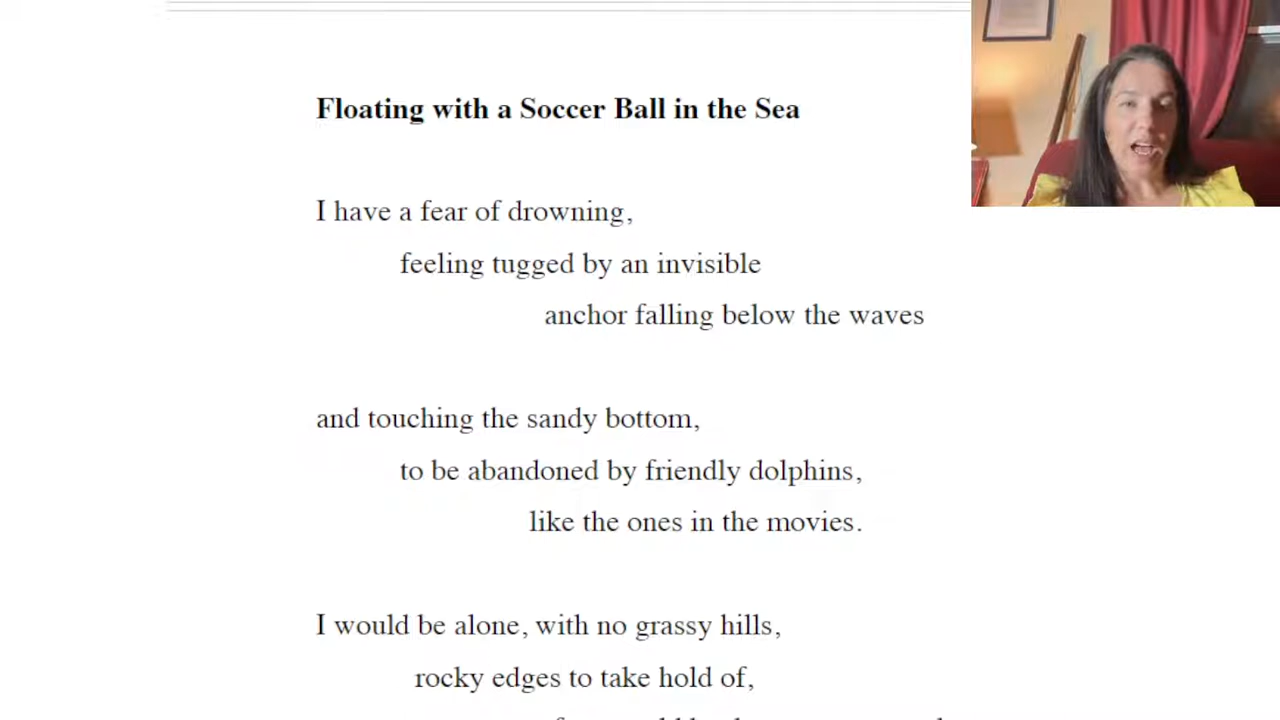 Floating with a Soccer Ball in the Sea
I have a fear of drowning,
feeling tugged by an invisible
anchor falling below the waves
and touching the sandy bottom,
to be abandoned by friendly dolphins,
like the ones in the movies.
I would be alone, with no grassy hills,
rocky edges to take hold of,